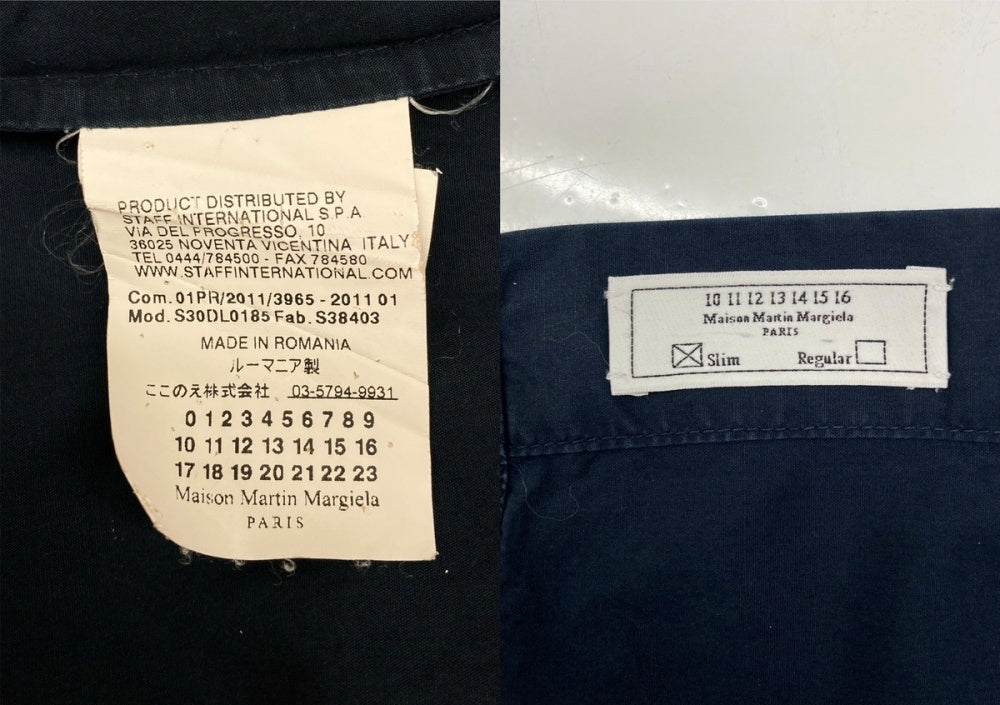 PRODUCT DISTRIBUTED BY
STAFF INTERNATIONAL S.P.A
VIA DEL PROGRESSO, 10
36025 NOVENTA VICENTINA ITALY
TEL 0444/784500 - FAX 784580
WWW.STAFFINTERNATIONAL.COM
Com. 01PR/2011/3965 - 2011 01
Mod. S30DL0185 Fab. S38403
MADE IN ROMANIA
ルーマニア製
ここのえ株式会社 03-5794-9931
0 1 2 3 4 5 6 7 8 9
10 11 12 13 14 15 16
17 18 19 20 21 22 23
Maison Martin Margiela
PARIS
10 11 12 13 14 15 16
Maison Martin Margiela
PARIS
Slim Regular